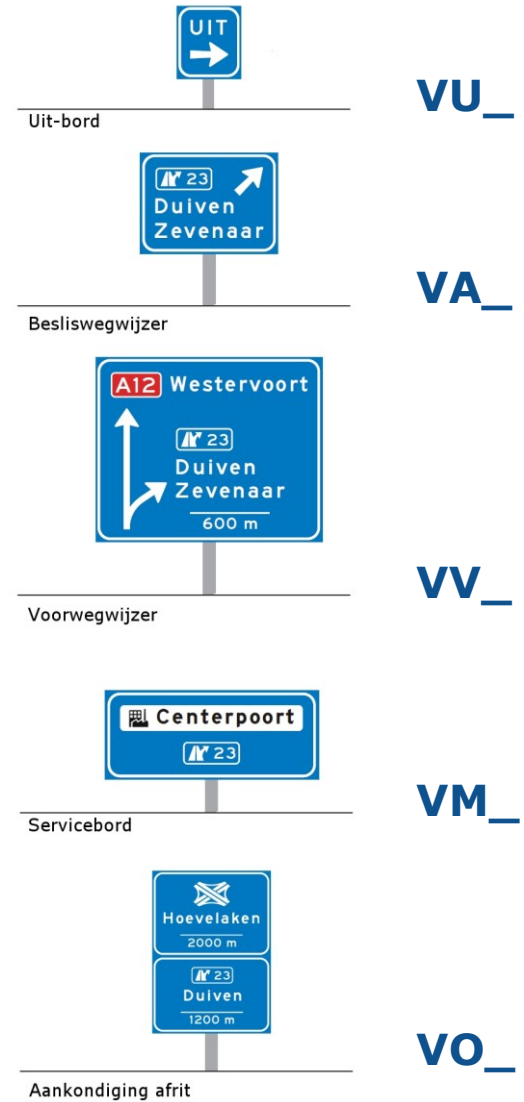 UIT
VU_
Uit-bord
23
Duiven
Zevenaar
VA_
Besliswegwijzer
A12 Westervoort
23
Duiven
Zevenaar
600 m
VV_
Voorwegwijzer
Centerpoort
23
VM_
Servicebord
Hoevelaken
2000 m
23
Duiven
1200 m
VO_
Aankondiging afrit